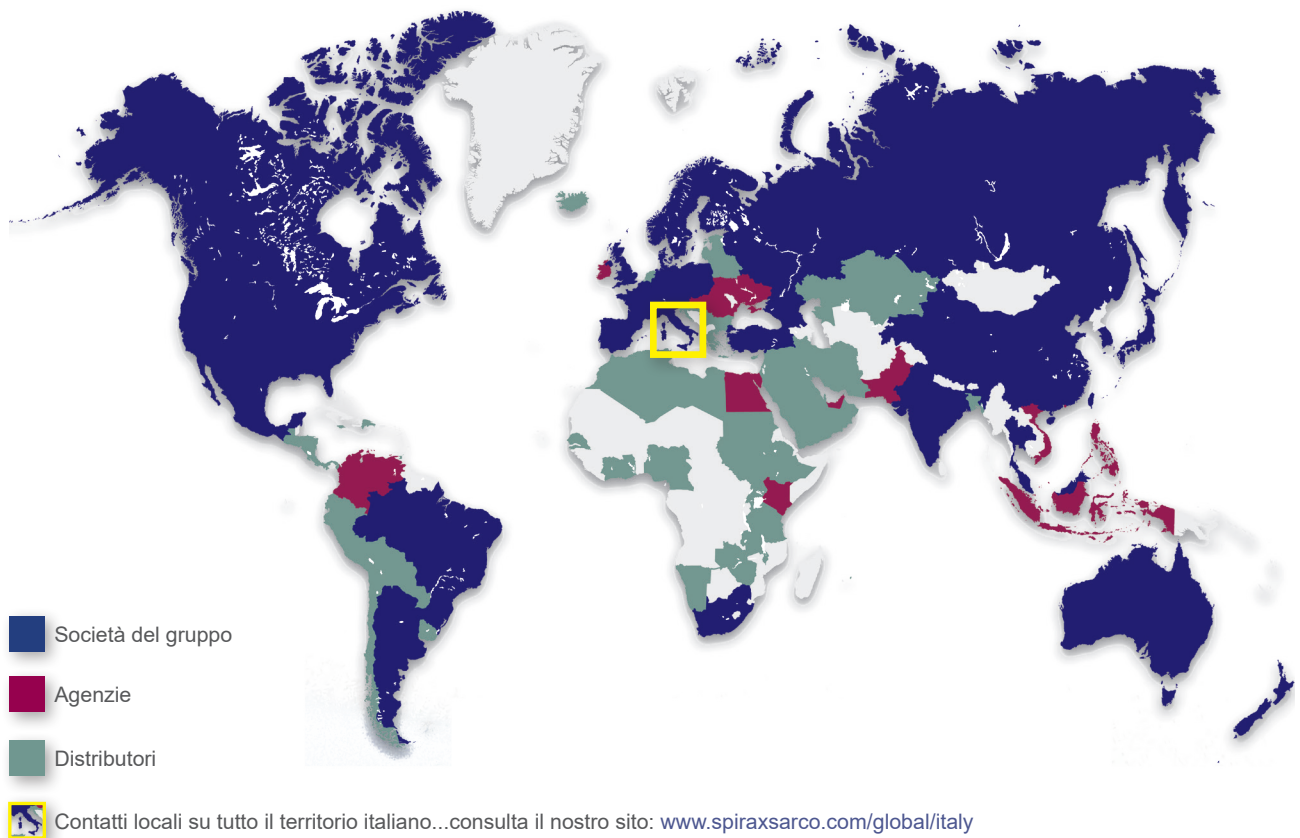 Società del gruppo
Agenzie
Distributori
Contatti locali su tutto il territorio italiano...consulta il nostro sito: www.spiraxsarco.com/global/italy